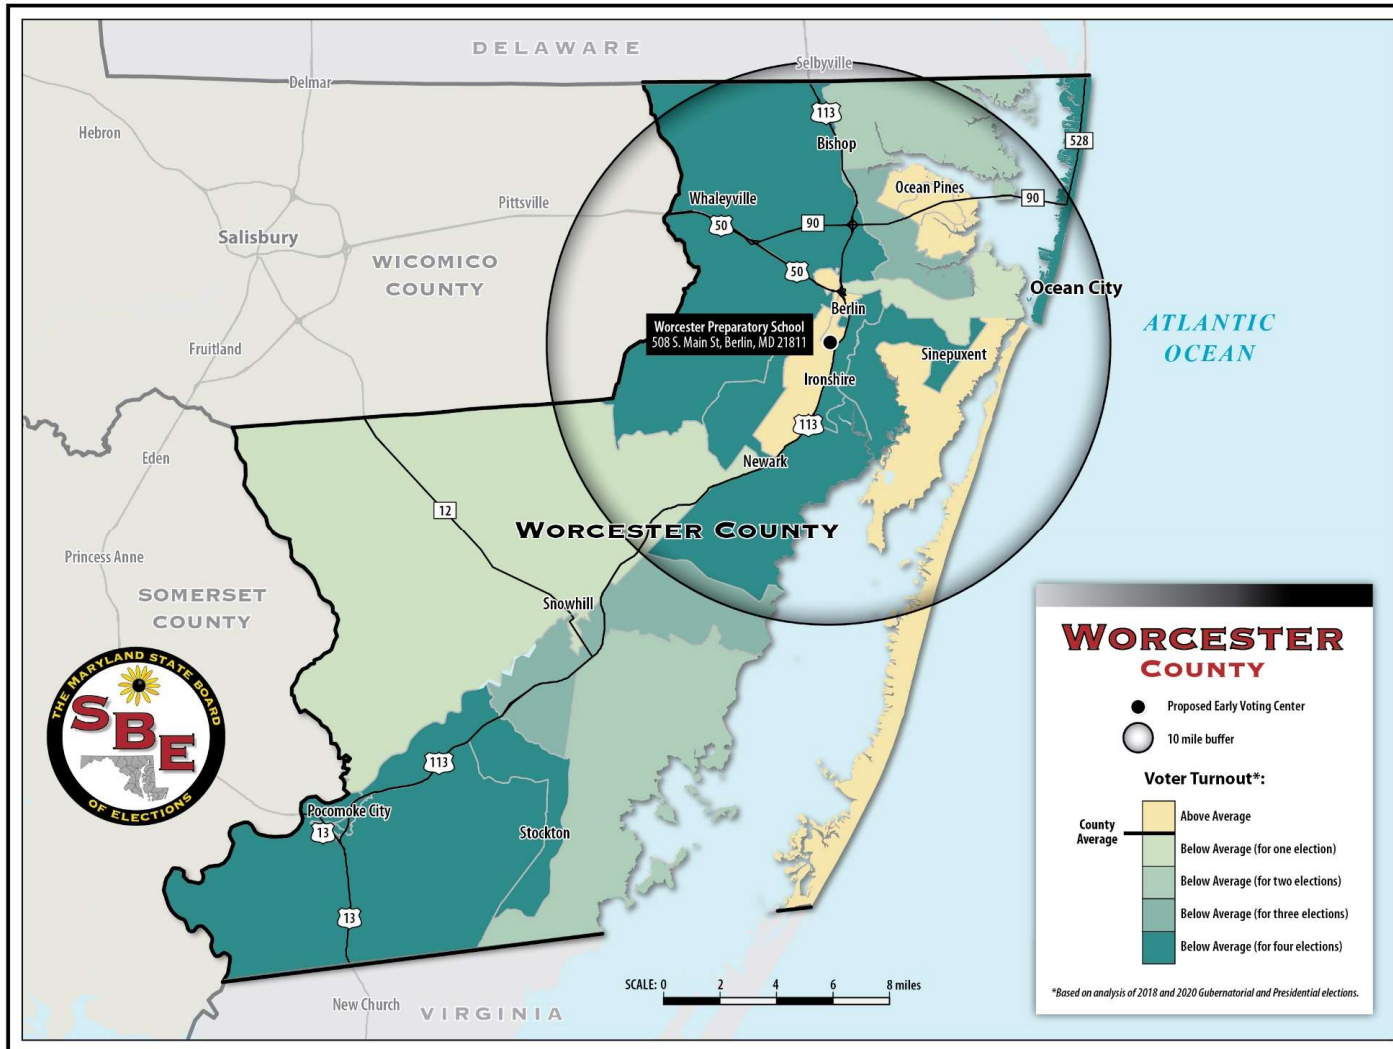 DELAWARE
Selbyville
Delmar
113
528
Hebron
Bishop
Ocean Pines
Whaleyville
90
Pittsville
50
90
Salisbury
WICOMICO
COUNTY
50
Ocean City
Berlin
Worcester Preparatory School
508 S. Main St, Berlin, MD 21811
ATLANTIC
OCEAN
Fruitland
Sinepuxent
Ironshire
113
Eden
Newark
12
WORCESTER COUNTY
Princess Anne
SOMERSET
COUNTY
Snowhill
THE MARYLAND STATE BOARD
SBE
OF ELECTIONS
113
Pocomoke City
13
Stockton
13
New Church
VIRGINIA
SCALE: 0 2 4 6 8 miles
WORCESTER
COUNTY
Proposed Early Voting Center
10 mile buffer
Voter Turnout*:
Above Average
County
Average
Below Average (for one election)
Below Average (for two elections)
Below Average (for three elections)
Below Average (for four elections)
*Based on analysis of 2018 and 2020 Gubernatorial and Presidential elections.